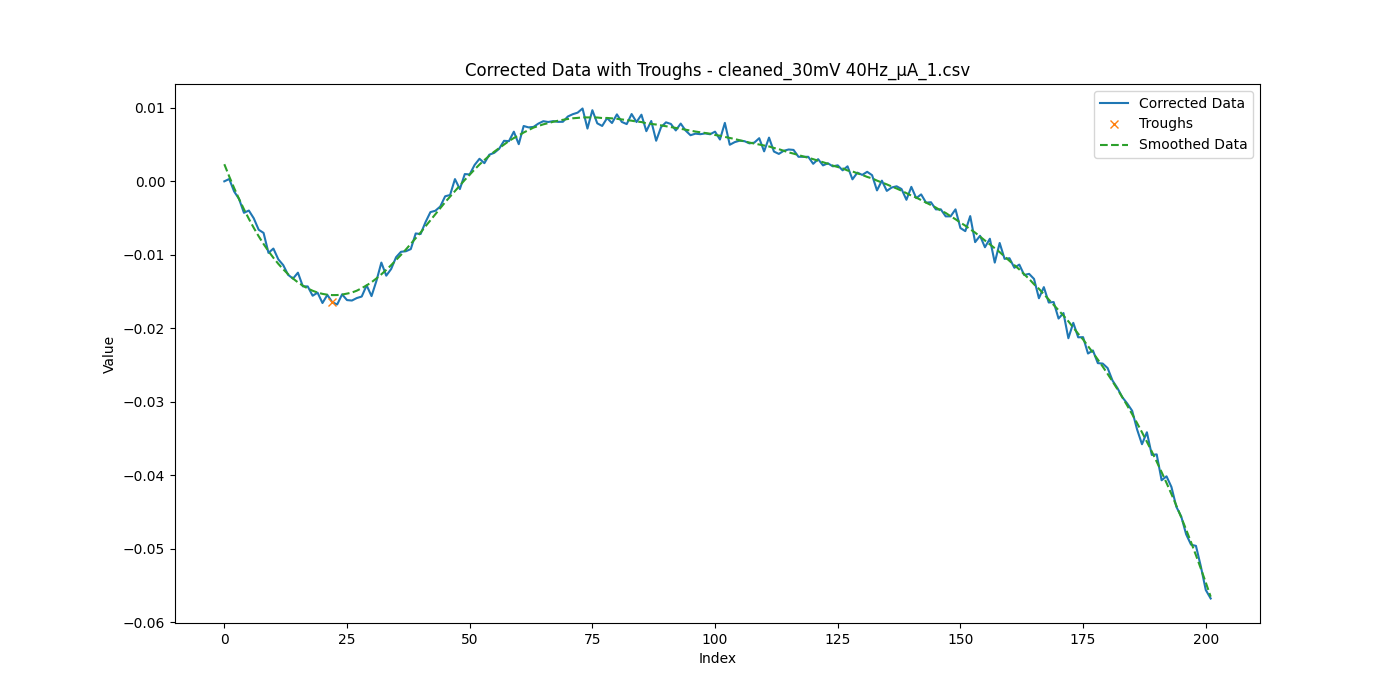 Corrected Data with Troughs - cleaned_30mV 40Hz_μA_1.csv
Corrected Data
Troughs
Smoothed Data
Value
0.01
0.00
−0.01
−0.02
−0.03
−0.04
−0.05
−0.06
0 25 50 75 100 125 150 175 200
Index